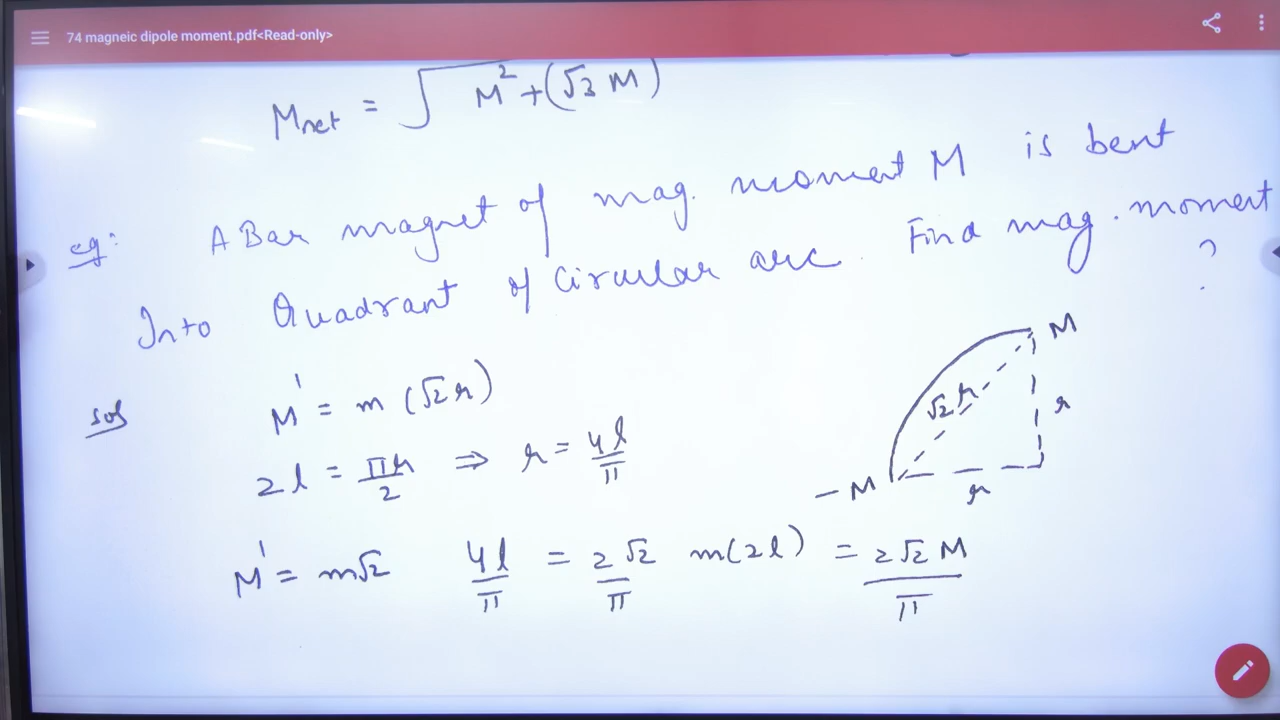 74 magneic dipole moment.pdf<Read-only>
Mnet = √ M² + (√3 M)
eg: A Bar magnet of mag. moment M is bent
Into Quadrant of Circular arc. Find mag. moment
?
sol M' = m (√2 r)
2l = πr/2 ⇒ r = 4l/π
M' = m√2 4l/π = 2√2/π m(2l) = 2√2 M/π
M
√2 r
r
-M
r